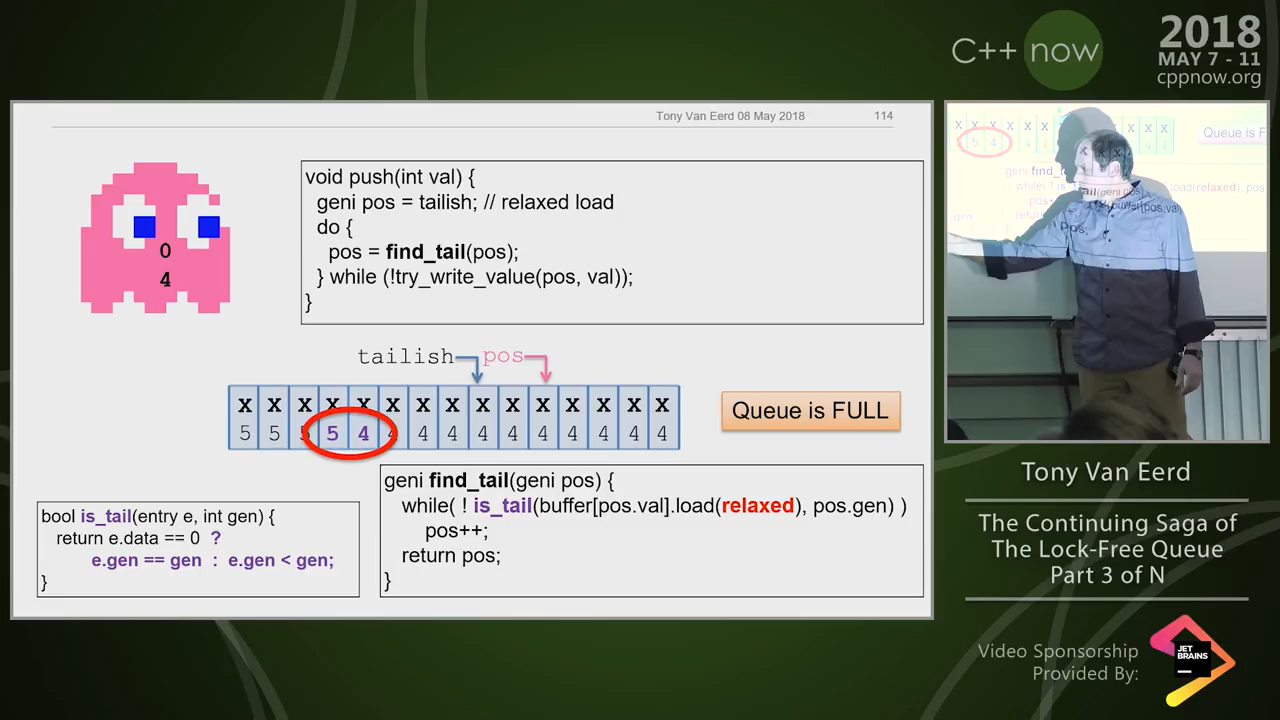 C++ now
2018
MAY 7 - 11
cppnow.org
Tony Van Eerd 08 May 2018
114
0
4
void push(int val) {
geni pos = tailish; // relaxed load
do {
pos = find_tail(pos);
} while (!try_write_value(pos, val));
}
tailish
pos
x x x x x x x x x x x x x x x
5 5 5 5 4 4 4 4 4 4 4 4 4 4 4
Queue is FULL
geni find_tail(geni pos) {
while( ! is_tail(buffer[pos.val].load(relaxed), pos.gen) )
pos++;
return pos;
}
bool is_tail(entry e, int gen) {
return e.data == 0 ?
e.gen == gen : e.gen < gen;
}
Queue is FULL
Tony Van Eerd
The Continuing Saga of
The Lock-Free Queue
Part 3 of N
Video Sponsorship
Provided By:
JET
BRAINS